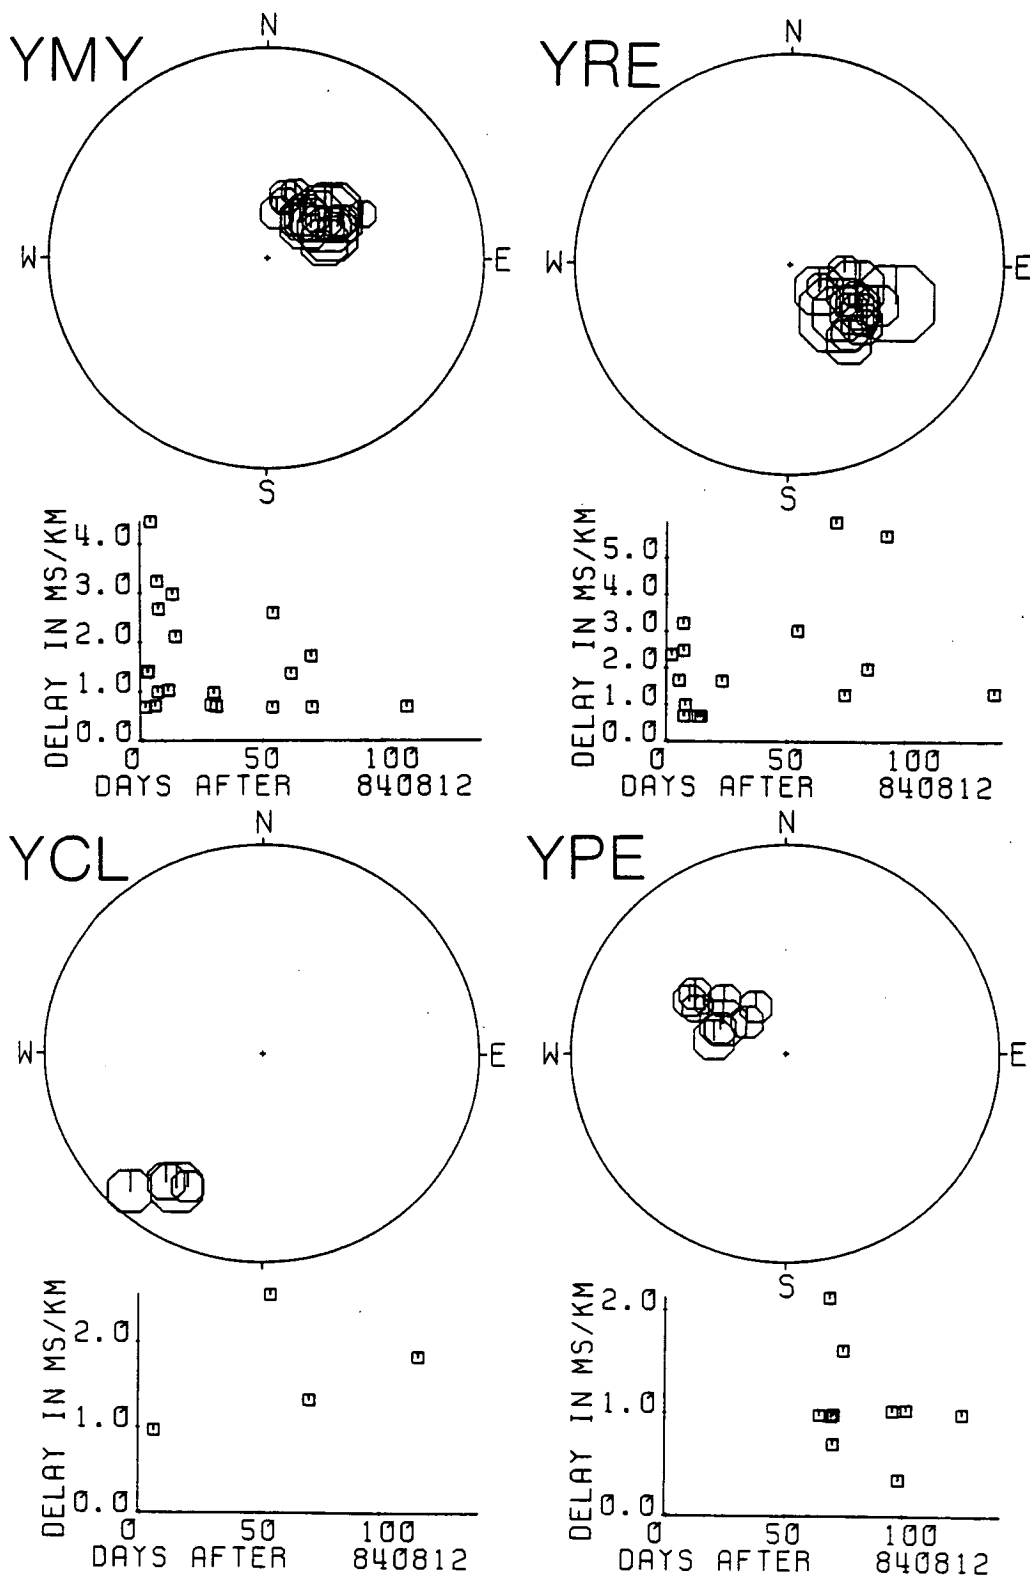 YMY
N
W
E
S
DELAY IN MS/KM
4.0
3.0
2.0
1.0
0.0
0 50 100
DAYS AFTER 840812
YRE
N
W
E
S
DELAY IN MS/KM
5.0
4.0
3.0
2.0
1.0
0.0
0 50 100
DAYS AFTER 840812
YCL
N
W
E
DELAY IN MS/KM
2.0
1.0
0.0
0 50 100
DAYS AFTER 840812
YPE
N
W
E
S
DELAY IN MS/KM
2.0
1.0
0.0
0 50 100
DAYS AFTER 840812